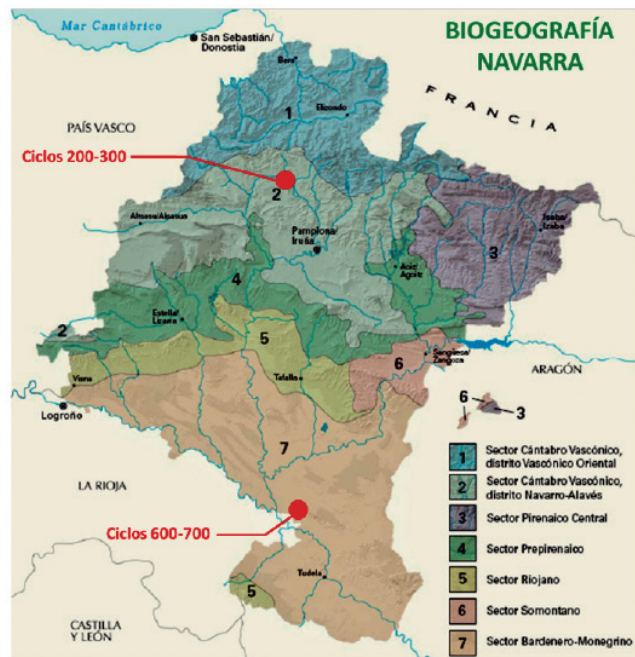 Mar Cantábrico
San Sebastián/
Donostia
BIOGEOGRAFÍA
NAVARRA
Bera
FRANCIA
1
Elizondo
PAÍS VASCO
Ciclos 200-300
2
Altsasu/Alsasua
Pamplona/
Iruña
Isaba/
Izaba
3
Aoiz/
Agoitz
4
Estella/
Lizarra
2
5
6
Sangüesa/
Zangoza
Viana
Tafalla
ARAGÓN
Logroño
6
3
7
LA RIOJA
Ciclos 600-700
Tudela
5
CASTILLA
Y LEÓN
1 Sector Cántabro Vascónico,
distrito Vascónico Oriental
2 Sector Cántabro Vascónico,
distrito Navarro-Alavés
3 Sector Pirenaico Central
4 Sector Prepirenaico
5 Sector Riojano
6 Sector Somontano
7 Sector Bardenero-Monegrino